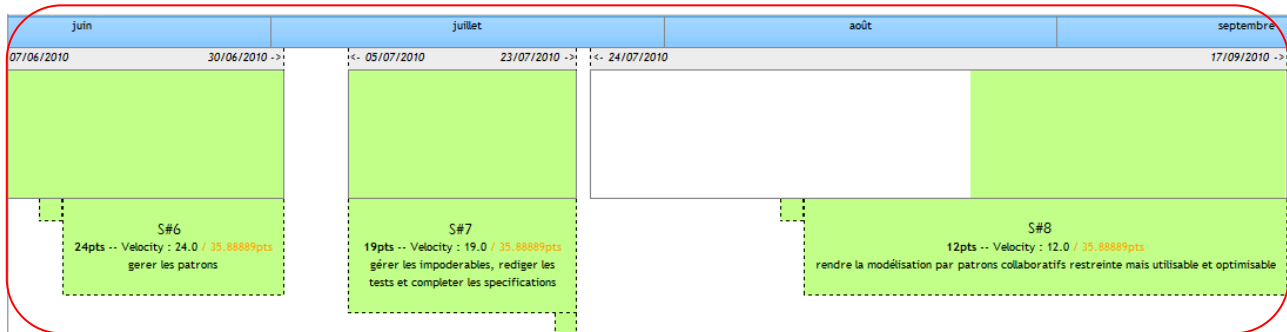 juin juillet août septembre
07/06/2010 30/06/2010 -> <- 05/07/2010 23/07/2010 -> <- 24/07/2010 17/09/2010 ->
S#6
24pts -- Velocity : 24.0 / 35.88889pts
gerer les patrons
S#7
19pts -- Velocity : 19.0 / 35.88889pts
gérer les impoderables, rediger les
tests et completer les specifications
S#8
12pts -- Velocity : 12.0 / 35.88889pts
rendre la modélisation par patrons collaboratifs restreinte mais utilisable et optimisable